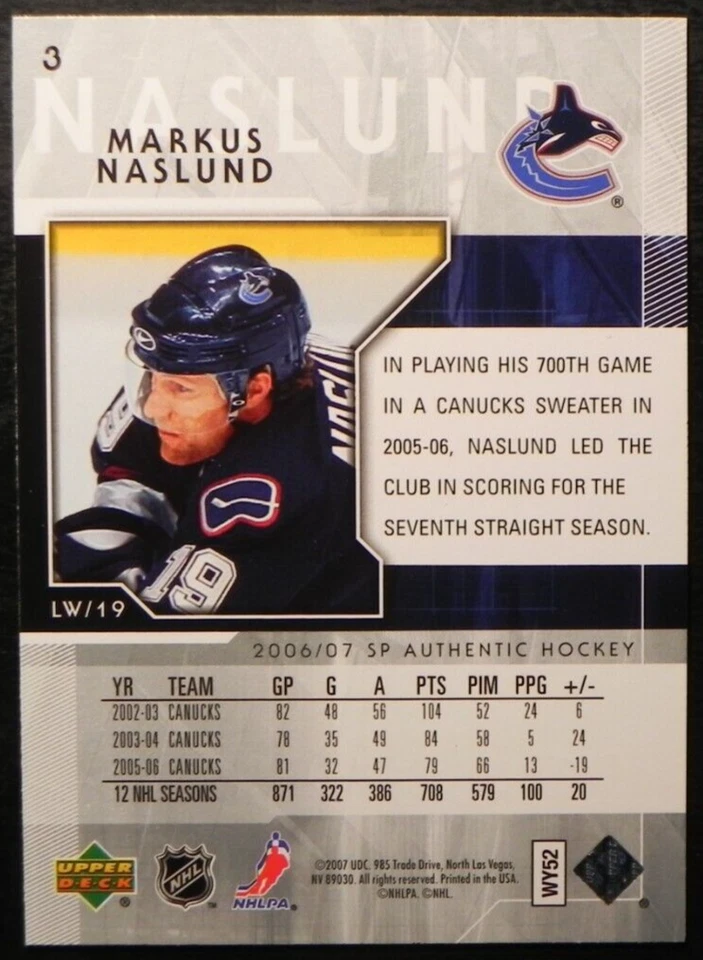 3
NASLUND
MARKUS
NASLUND
®
19
NASLU
19
LW/19
IN PLAYING HIS 700TH GAME
IN A CANUCKS SWEATER IN
2005-06, NASLUND LED THE
CLUB IN SCORING FOR THE
SEVENTH STRAIGHT SEASON.
2006/07 SP AUTHENTIC HOCKEY
YR TEAM GP G A PTS PIM PPG +/-
2002-03 CANUCKS 82 48 56 104 52 24 6
2003-04 CANUCKS 78 35 49 84 58 5 24
2005-06 CANUCKS 81 32 47 79 66 13 -19
12 NHL SEASONS 871 322 386 708 579 100 20
UPPER
DECK
®
NHL
™
NHLPA®
©2007 UDC. 985 Trade Drive, North Las Vegas,
NV 89030. All rights reserved. Printed in the USA.
©NHLPA. ©NHL.
WY52
®